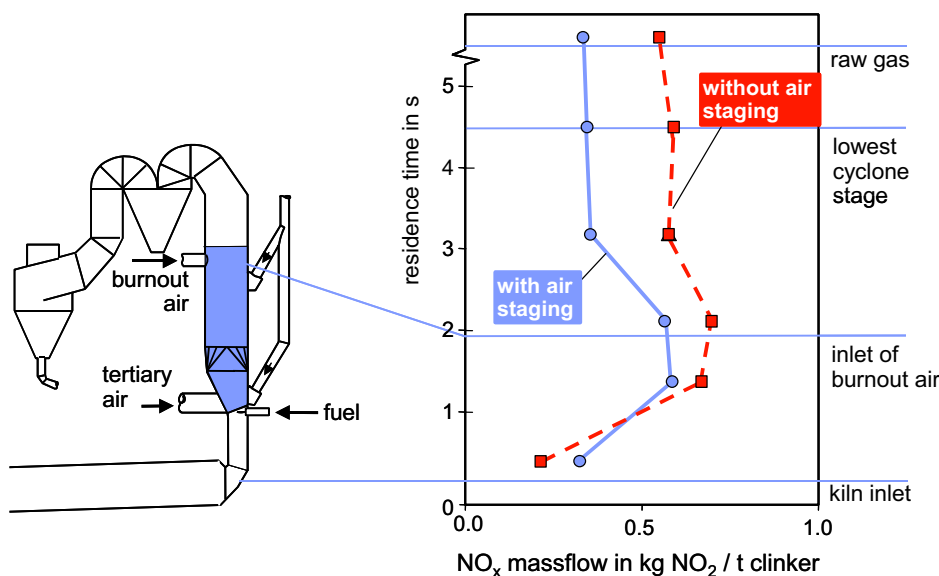 burnout
air
tertiary
air
fuel
residence time in s
5
4
3
2
1
0
0.0
0.5
1.0
NOx massflow in kg NO2 / t clinker
without air
staging
with air
staging
raw gas
lowest
cyclone
stage
inlet of
burnout air
kiln inlet